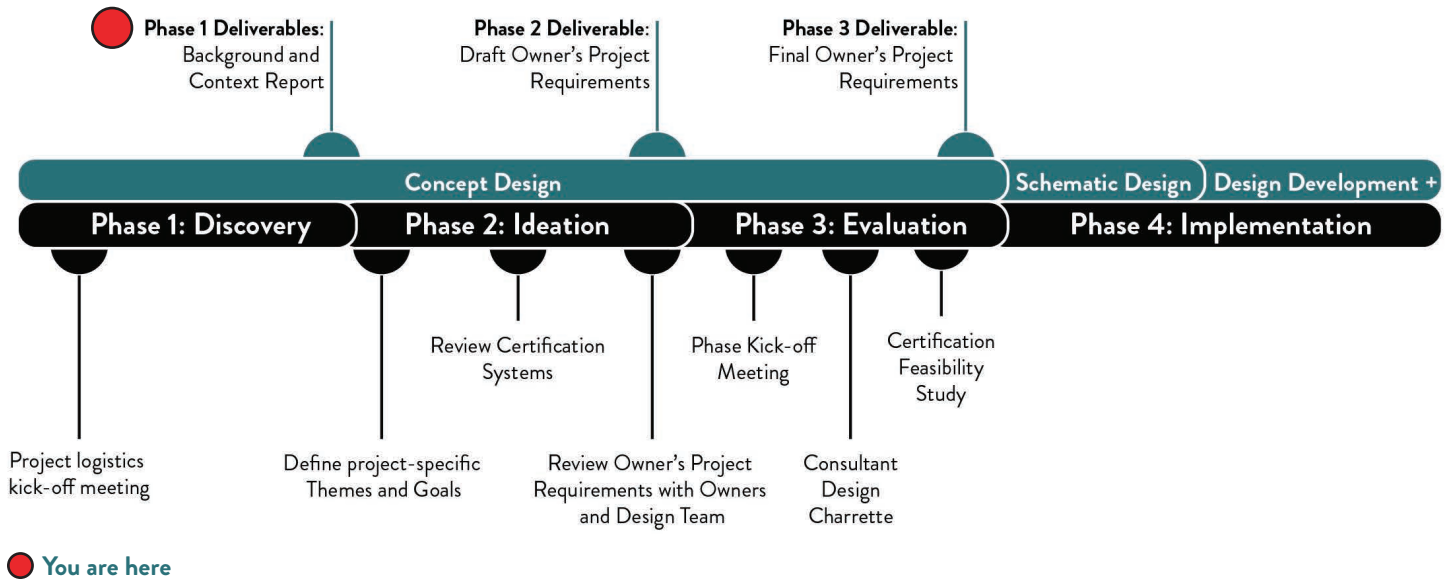 Phase 1 Deliverables:
Background and
Context Report
Phase 2 Deliverable:
Draft Owner's Project
Requirements
Phase 3 Deliverable:
Final Owner's Project
Requirements
Concept Design
Schematic Design
Design Development +
Phase 1: Discovery
Phase 2: Ideation
Phase 3: Evaluation
Phase 4: Implementation
Project logistics
kick-off meeting
Define project-specific
Themes and Goals
Review Certification
Systems
Review Owner's Project
Requirements with Owners
and Design Team
Phase Kick-off
Meeting
Consultant
Design
Charrette
Certification
Feasibility
Study
You are here